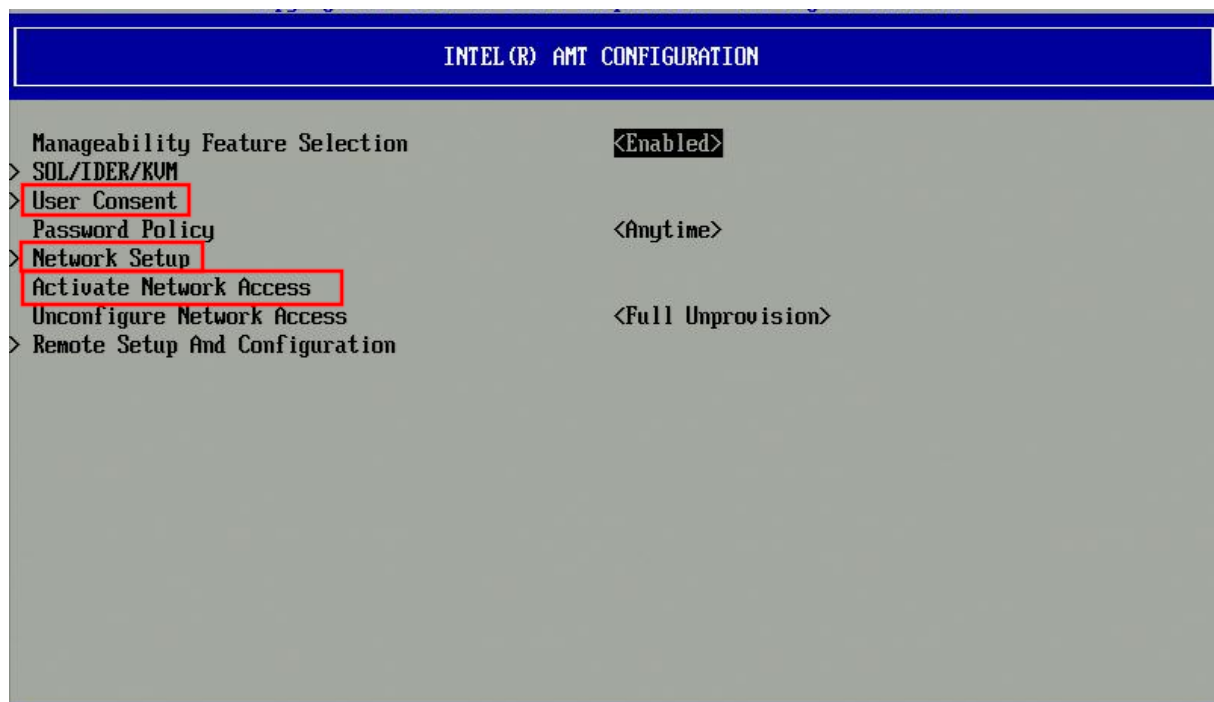 INTEL(R) AMT CONFIGURATION
Manageability Feature Selection <Enabled>
> SOL/IDER/KVM
> User Consent
Password Policy <Anytime>
> Network Setup
Activate Network Access
Unconfigure Network Access <Full Unprovision>
> Remote Setup And Configuration